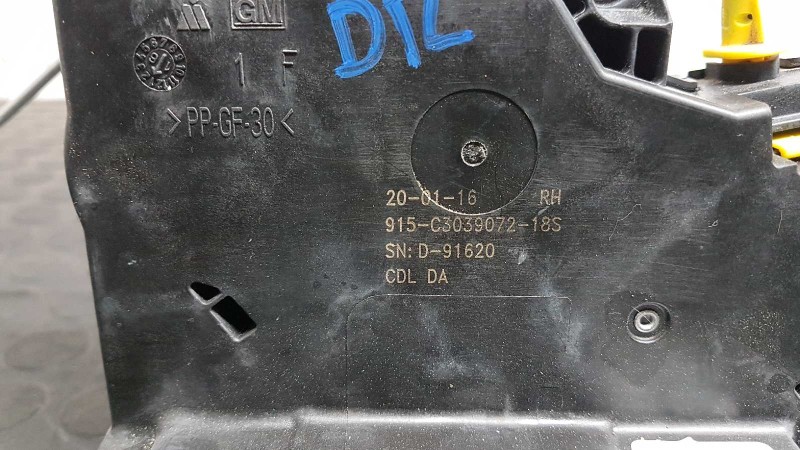 GM
DTL
1 F
>PP-GF-30<
20-01-16 RH
915-C3039072-18S
SN: D-91620
CDL DA